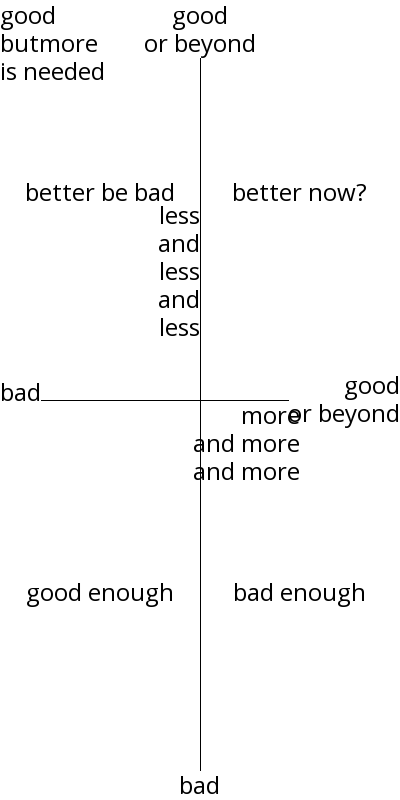 good
butmore
is needed
good
or beyond
better be bad
better now?
less
and
less
and
less
bad
good
or beyond
more
and more
and more
good enough
bad enough
bad